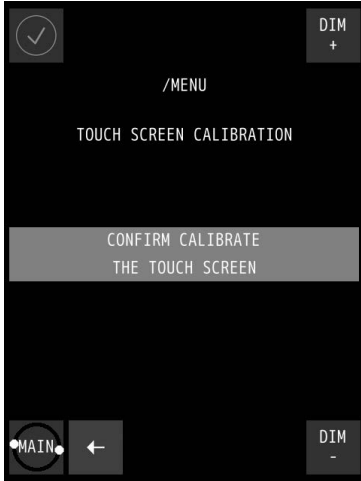 DIM
+
/MENU
TOUCH SCREEN CALIBRATION
CONFIRM CALIBRATE
THE TOUCH SCREEN
MAIN
←
DIM
-